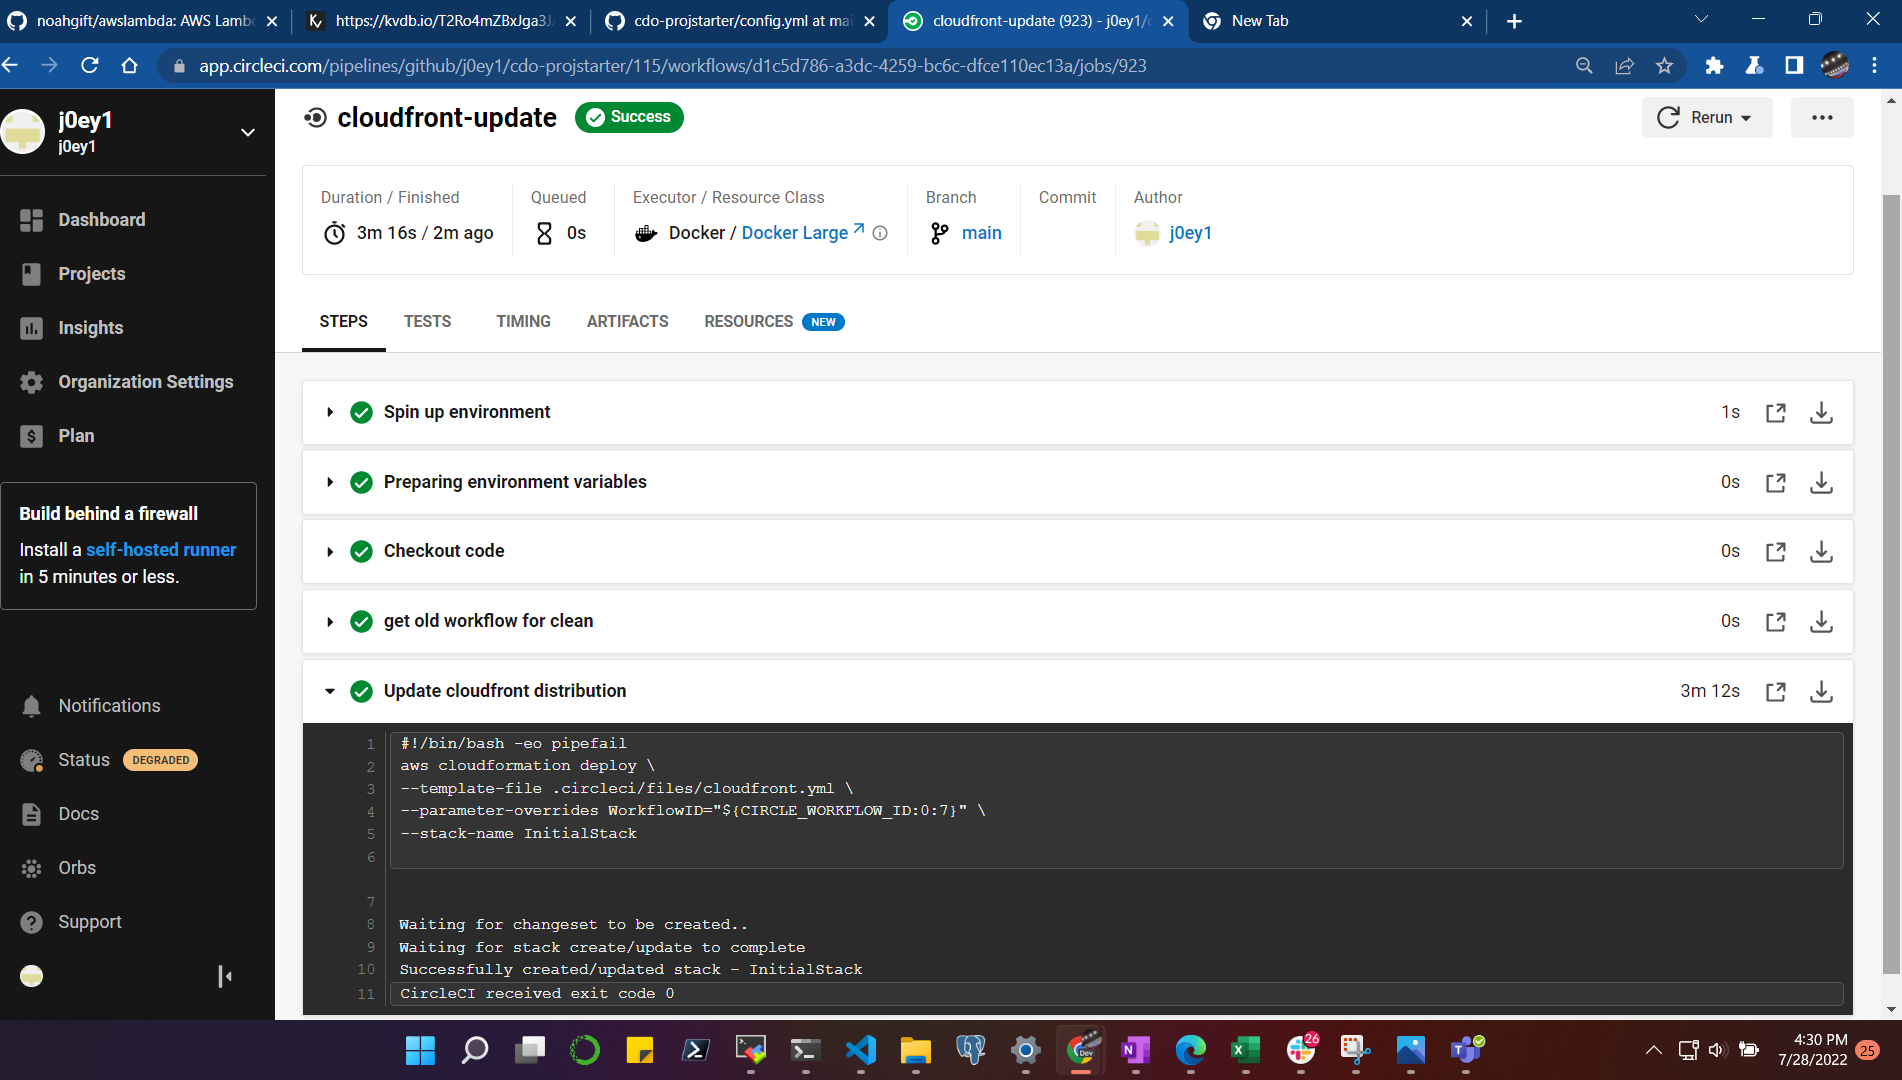 noahgift/awslambda: AWS Lamb
https://kvdb.io/T2Ro4mZBxJga3J
cdo-projstarter/config.yml at mai
cloudfront-update (923) - j0ey1/c
New Tab
app.circleci.com/pipelines/github/j0ey1/cdo-projstarter/115/workflows/d1c5d786-a3dc-4259-bc6c-dfce110ec13a/jobs/923
j0ey1
j0ey1
Dashboard
Projects
Insights
Organization Settings
Plan
Build behind a firewall
Install a self-hosted runner
in 5 minutes or less.
Notifications
Status DEGRADED
Docs
Orbs
Support
cloudfront-update Success
Rerun
Duration / Finished
3m 16s / 2m ago
Queued
0s
Executor / Resource Class
Docker / Docker Large
Branch
main
Commit
Author
j0ey1
STEPS TESTS TIMING ARTIFACTS RESOURCES NEW
Spin up environment 1s
Preparing environment variables 0s
Checkout code 0s
get old workflow for clean 0s
Update cloudfront distribution 3m 12s
1 #!/bin/bash -eo pipefail
2 aws cloudformation deploy \
3 --template-file .circleci/files/cloudfront.yml \
4 --parameter-overrides WorkflowID="${CIRCLE_WORKFLOW_ID:0:7}" \
5 --stack-name InitialStack
6
7
8 Waiting for changeset to be created..
9 Waiting for stack create/update to complete
10 Successfully created/updated stack - InitialStack
11 CircleCI received exit code 0
Dev
26
4:30 PM
7/28/2022
25